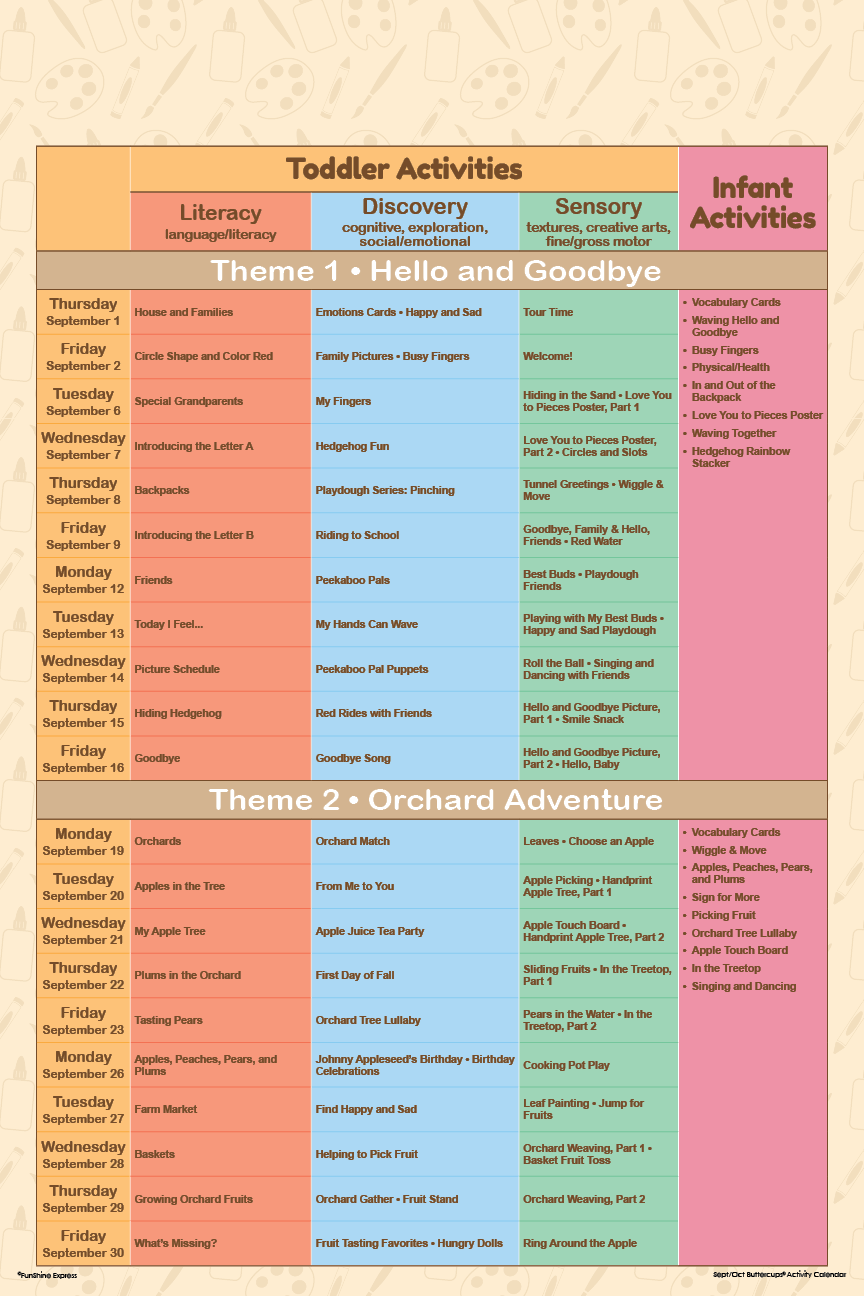 Toddler Activities
Infant
Activities
Literacy
language/literacy
Discovery
cognitive, exploration,
social/emotional
Sensory
textures, creative arts,
fine/gross motor
Theme 1 • Hello and Goodbye
Thursday
September 1
House and Families
Emotions Cards • Happy and Sad
Tour Time
Friday
September 2
Circle Shape and Color Red
Family Pictures • Busy Fingers
Welcome!
Tuesday
September 6
Special Grandparents
My Fingers
Hiding in the Sand • Love You
to Pieces Poster, Part 1
Wednesday
September 7
Introducing the Letter A
Hedgehog Fun
Love You to Pieces Poster,
Part 2 • Circles and Slots
Thursday
September 8
Backpacks
Playdough Series: Pinching
Tunnel Greetings • Wiggle &
Move
Friday
September 9
Introducing the Letter B
Riding to School
Goodbye, Family & Hello,
Friends • Red Water
Monday
September 12
Friends
Peekaboo Pals
Best Buds • Playdough
Friends
Tuesday
September 13
Today I Feel...
My Hands Can Wave
Playing with My Best Buds •
Happy and Sad Playdough
Wednesday
September 14
Picture Schedule
Peekaboo Pal Puppets
Roll the Ball • Singing and
Dancing with Friends
Thursday
September 15
Hiding Hedgehog
Red Rides with Friends
Hello and Goodbye Picture,
Part 1 • Smile Snack
Friday
September 16
Goodbye
Goodbye Song
Hello and Goodbye Picture,
Part 2 • Hello, Baby
• Vocabulary Cards
• Waving Hello and
Goodbye
• Busy Fingers
• Physical/Health
• In and Out of the
Backpack
• Love You to Pieces Poster
• Waving Together
• Hedgehog Rainbow
Stacker
Theme 2 • Orchard Adventure
Monday
September 19
Orchards
Orchard Match
Leaves • Choose an Apple
Tuesday
September 20
Apples in the Tree
From Me to You
Apple Picking • Handprint
Apple Tree, Part 1
Wednesday
September 21
My Apple Tree
Apple Juice Tea Party
Apple Touch Board •
Handprint Apple Tree, Part 2
Thursday
September 22
Plums in the Orchard
First Day of Fall
Sliding Fruits • In the Treetop,
Part 1
Friday
September 23
Tasting Pears
Orchard Tree Lullaby
Pears in the Water • In the
Treetop, Part 2
Monday
September 26
Apples, Peaches, Pears, and
Plums
Johnny Appleseed's Birthday • Birthday
Celebrations
Cooking Pot Play
Tuesday
September 27
Farm Market
Find Happy and Sad
Leaf Painting • Jump for
Fruits
Wednesday
September 28
Baskets
Helping to Pick Fruit
Orchard Weaving, Part 1 •
Basket Fruit Toss
Thursday
September 29
Growing Orchard Fruits
Orchard Gather • Fruit Stand
Orchard Weaving, Part 2
Friday
September 30
What's Missing?
Fruit Tasting Favorites • Hungry Dolls
Ring Around the Apple
• Vocabulary Cards
• Wiggle & Move
• Apples, Peaches, Pears,
and Plums
• Sign for More
• Picking Fruit
• Orchard Tree Lullaby
• Apple Touch Board
• In the Treetop
• Singing and Dancing
©FunShine Express
Sept/Oct Buttercups® Activity Calendar